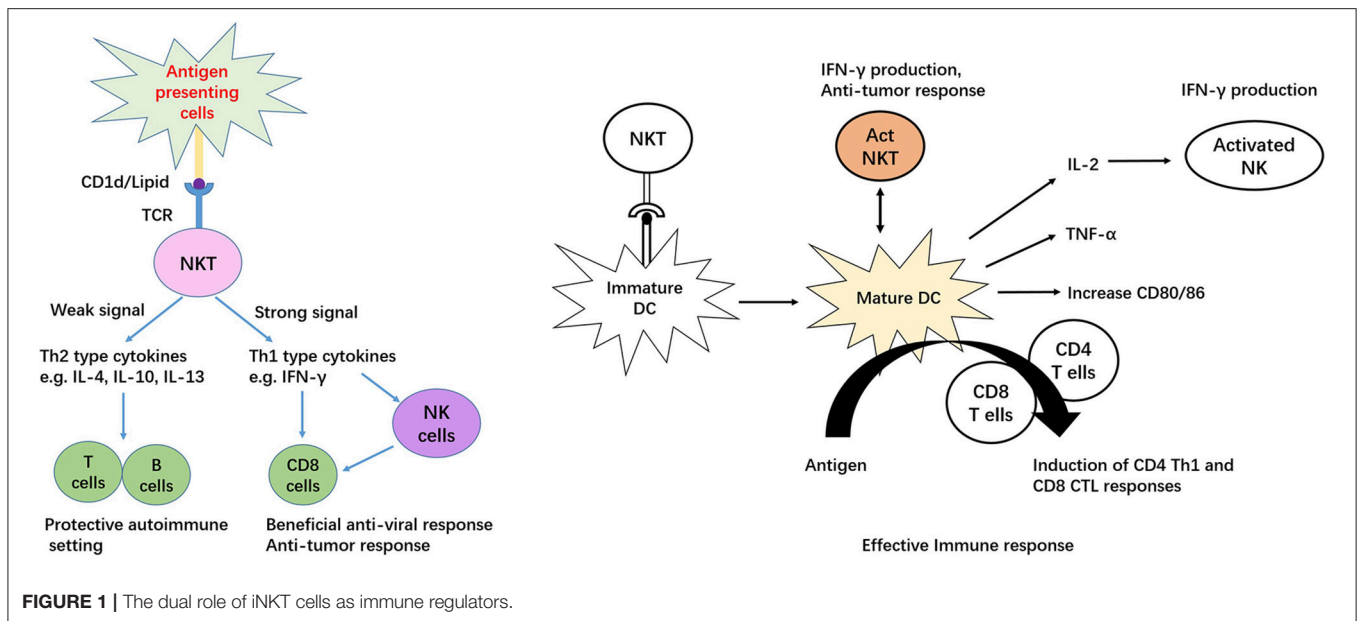 Antigen
presenting
cells
CD1d/Lipid
TCR
NKT
Weak signal
Strong signal
Th2 type cytokines
e.g. IL-4, IL-10, IL-13
Th1 type cytokines
e.g. IFN-γ
NK
cells
T
cells
B
cells
CD8
cells
Protective autoimmune
setting
Beneficial anti-viral response
Anti-tumor response
NKT
Immature
DC
IFN-γ production,
Anti-tumor response
Act
NKT
Mature DC
IL-2
IFN-γ production
Activated
NK
TNF-α
Increase CD80/86
CD4
T ells
CD8
T ells
Antigen
Induction of CD4 Th1 and
CD8 CTL responses
Effective Immune response
FIGURE 1 | The dual role of iNKT cells as immune regulators.